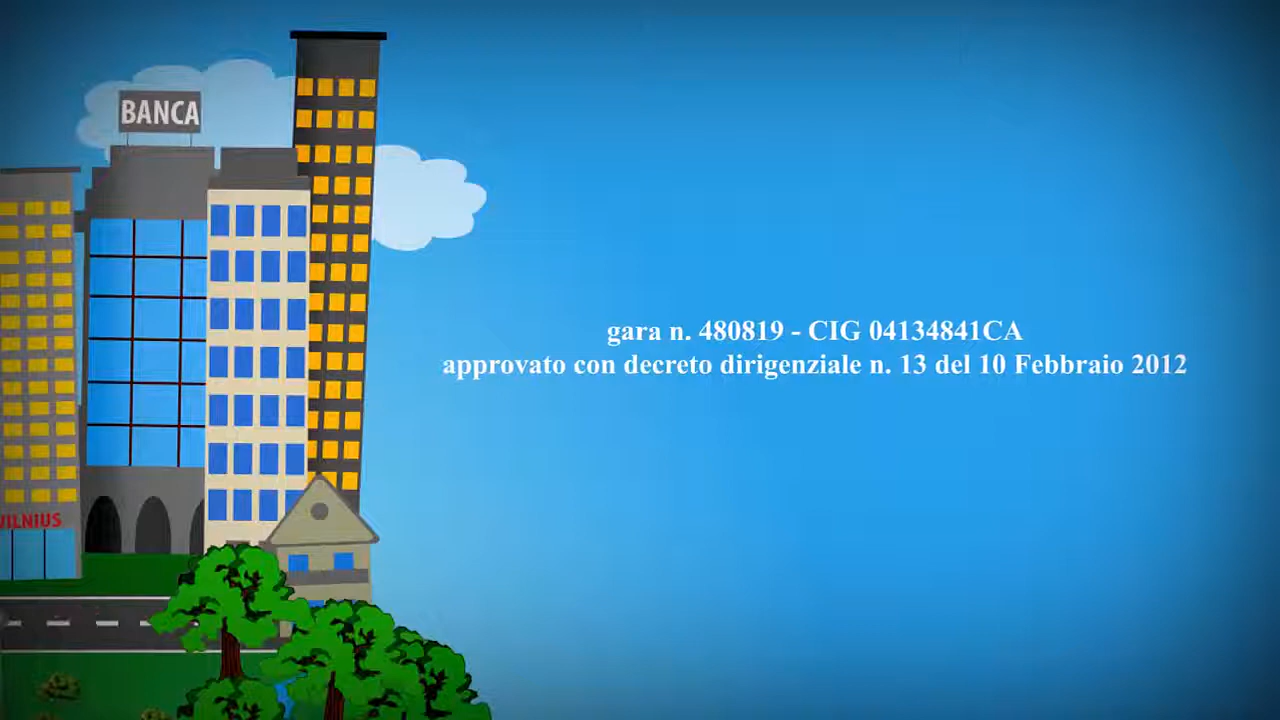 BANCA
gara n. 480819 - CIG 04134841CA
approvato con decreto dirigenziale n. 13 del 10 Febbraio 2012
VILNIUS